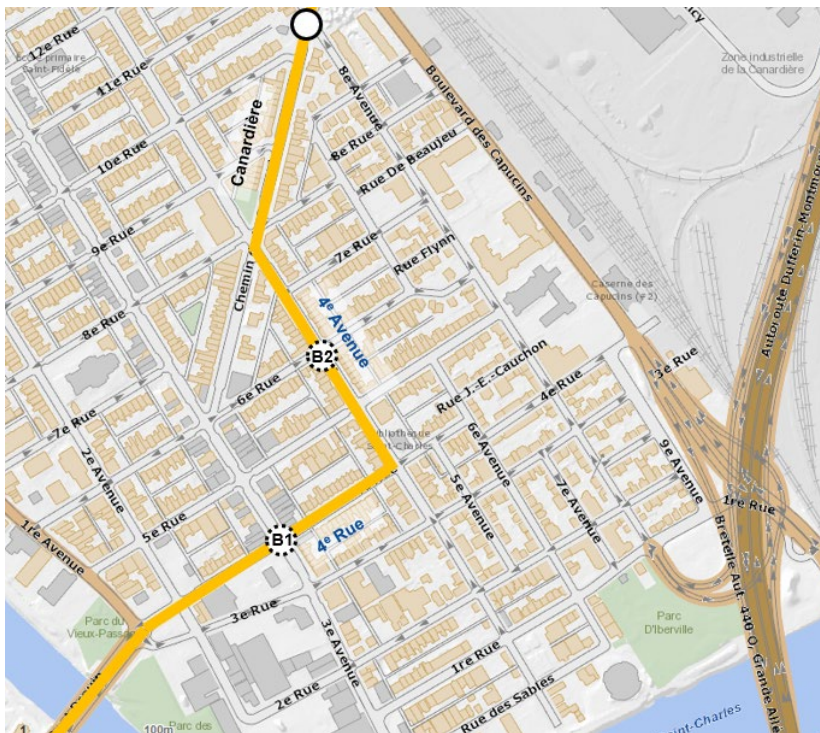 12e Rue
École primaire
Saint-Fidèle
11e Rue
10e Rue
9e Rue
8e Rue
7e Rue
Canardière
Chemin
8e Avenue
8e Rue
Rue De Beaujeu
7e Rue
Rue Flynn
Boulevard des Capucins
Zone industrielle
de la Canardière
Autoroute Dufferin-Montmorency
Caserne des
Capucins (#2)
4e Avenue
B2
6e Rue
3e Rue
Rue J.-E.-Cauchon
4e Rue
Bibliothèque
Saint-Charles
6e Avenue
5e Avenue
7e Avenue
9e Avenue
1re Rue
2e Avenue
5e Rue
B1
4e Rue
1re Avenue
3e Rue
3e Avenue
Parc du
Vieux-Passage
2e Rue
1re Rue
Rue des Sables
Parc
D'Iberville
Bretelle Aut. 440 O, Grande Allée
Saint-Charles
100m
Parc des
1